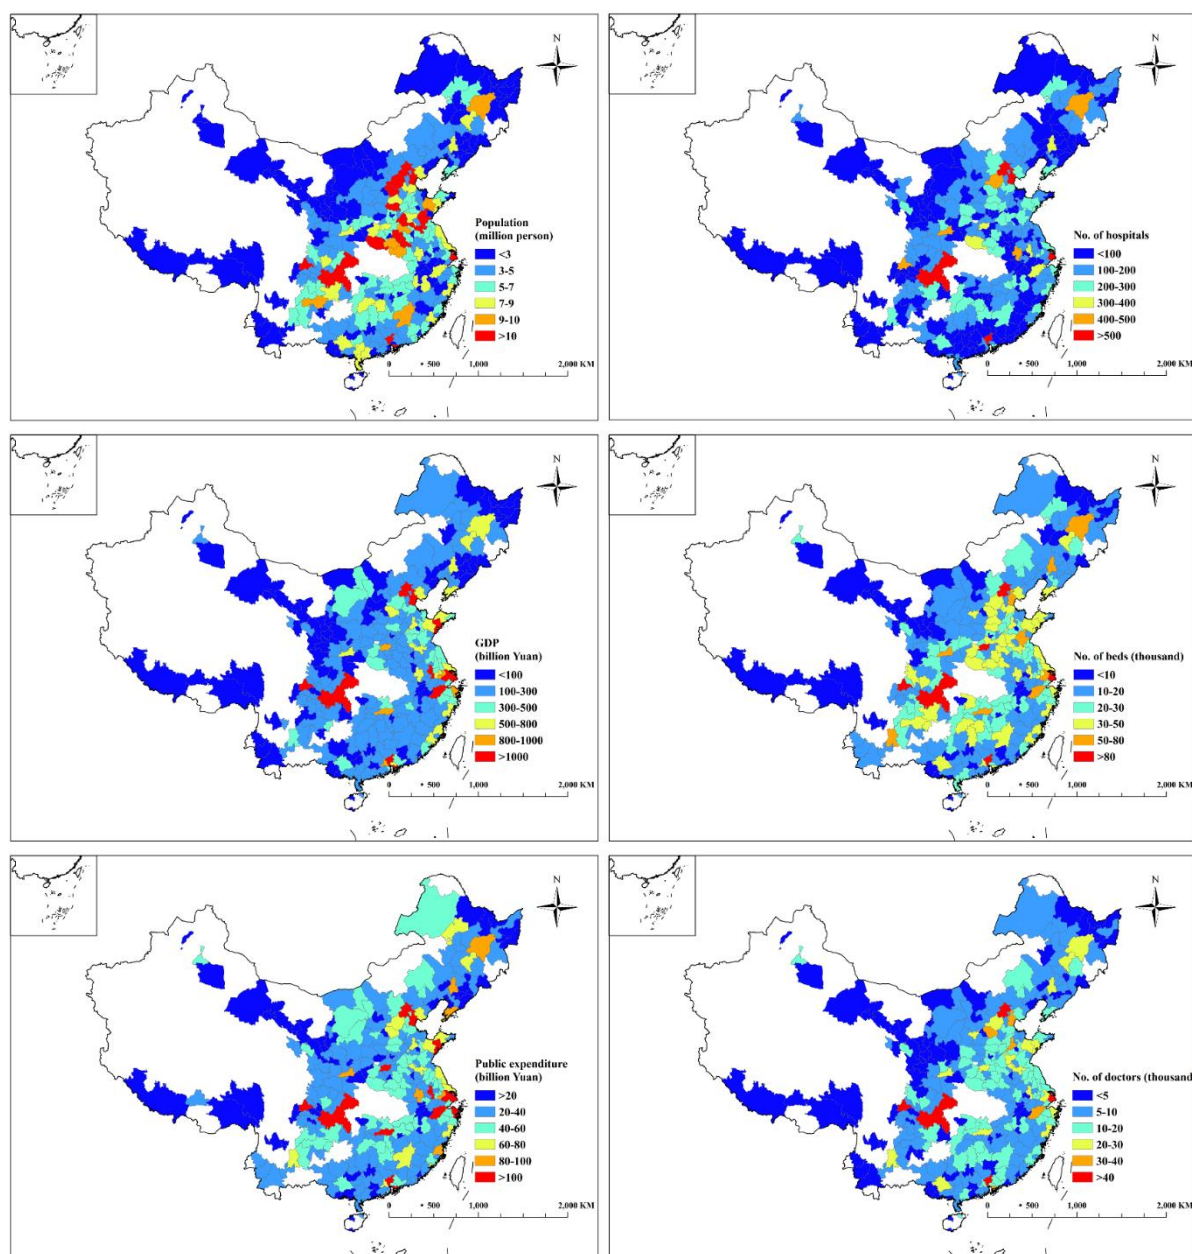 N
Population
(million person)
<3
3-5
5-7
7-9
9-10
>10
0 500 1,000 2,000 KM
N
No. of hospitals
<100
100-200
200-300
300-400
400-500
>500
0 500 1,000 2,000 KM
N
GDP
(billion Yuan)
<100
100-300
300-500
500-800
800-1000
>1000
0 500 1,000 2,000 KM
N
No. of beds (thousand)
<10
10-20
20-30
30-50
50-80
>80
0 500 1,000 2,000 KM
N
Public expenditure
(billion Yuan)
>20
20-40
40-60
60-80
80-100
>100
0 500 1,000 2,000 KM
N
No. of doctors (thousand)
<5
5-10
10-20
20-30
30-40
>40
0 500 1,000 2,000 KM